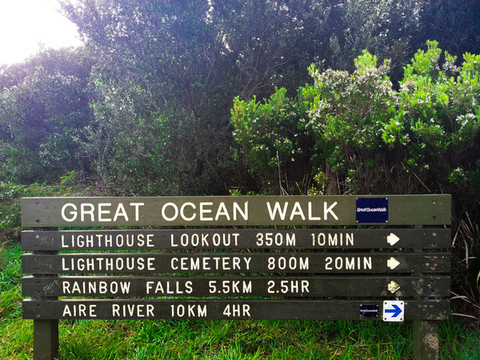 GREAT OCEAN WALK GreatOceanWalk
LIGHTHOUSE LOOKOUT 350M 10MIN
LIGHTHOUSE CEMETERY 800M 20MIN
RAINBOW FALLS 5.5KM 2.5HR
AIRE RIVER 10KM 4HR